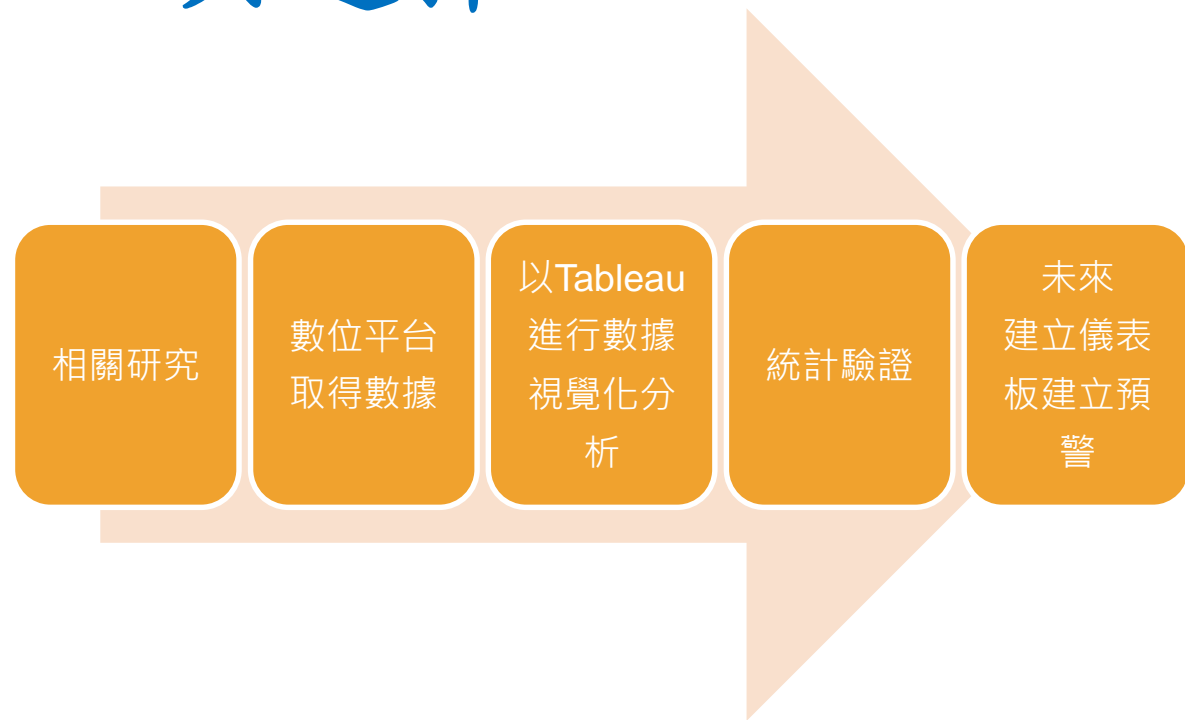 相關研究
數位平台
取得數據
以Tableau
進行數據
視覺化分
析
統計驗證
未來
建立儀表
板建立預
警